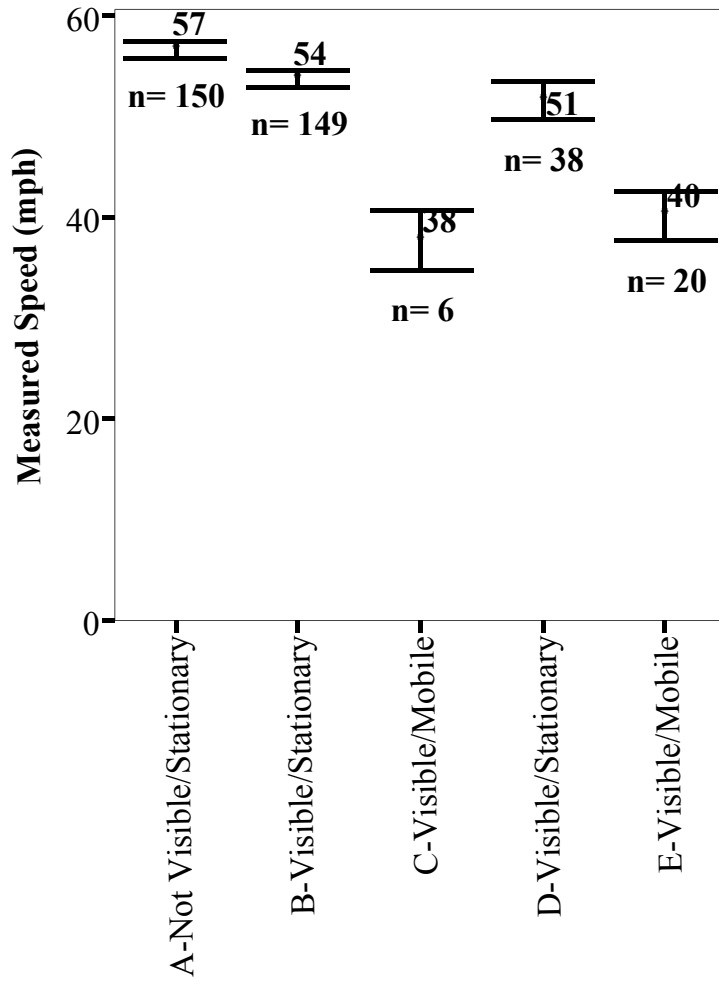 Measured Speed (mph)
60
40
20
0
57
n= 150
54
n= 149
38
n= 6
51
n= 38
40
n= 20
A-Not Visible/Stationary
B-Visible/Stationary
C-Visible/Mobile
D-Visible/Stationary
E-Visible/Mobile